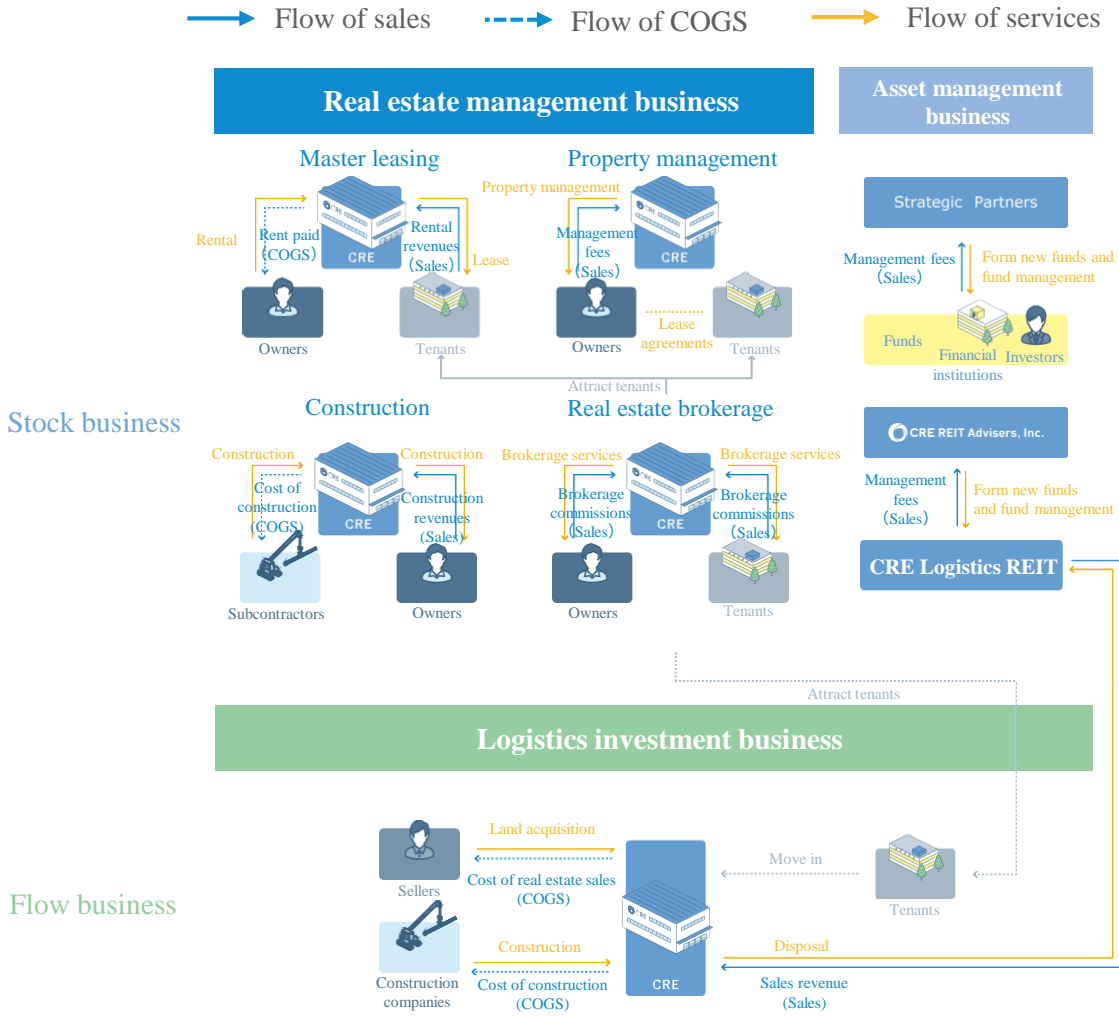 Flow of sales
Flow of COGS
Flow of services
Real estate management business
Asset management
business
Master leasing
Property management
Rental
Rent paid
(COGS)
CRE
CRE
Rental
revenues
（Sales）
Lease
Owners
Tenants
Property management
Management
fees
（Sales）
CRE
CRE
Owners
Lease
agreements
Tenants
Attract tenants
Strategic Partners
Management fees
（Sales）
Form new funds and
fund management
Funds
Financial
institutions
Investors
Stock business
Construction
Real estate brokerage
Construction
Cost of
construction
(COGS)
CRE
CRE
Construction
Construction
revenues
(Sales)
Subcontractors
Owners
Brokerage services
Brokerage
commissions
（Sales）
CRE
CRE
Brokerage services
Brokerage
commissions
（Sales）
Owners
Tenants
CRE REIT Advisers, Inc.
Management
fees
（Sales）
Form new funds
and fund management
CRE Logistics REIT
Attract tenants
Logistics investment business
Flow business
Sellers
Land acquisition
Cost of real estate sales
(COGS)
Construction
companies
Construction
Cost of construction
(COGS)
CRE
CRE
Move in
Tenants
Disposal
Sales revenue
(Sales)